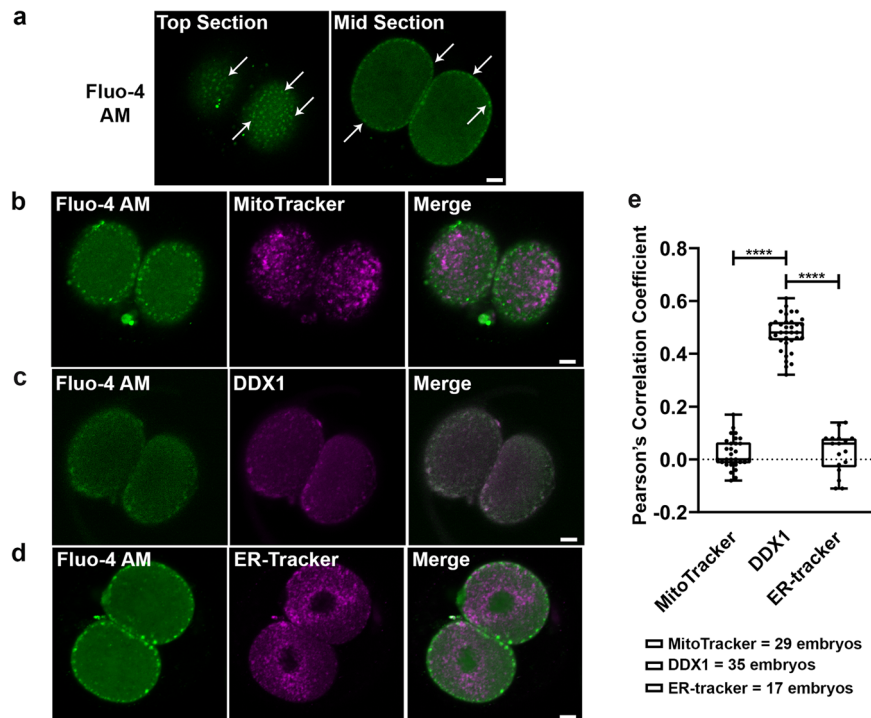 a
Top Section
Mid Section
Fluo-4
AM
b
Fluo-4 AM
MitoTracker
Merge
c
Fluo-4 AM
DDX1
Merge
d
Fluo-4 AM
ER-Tracker
Merge
e
Pearson's Correlation Coefficient
0.8
0.6
0.4
0.2
0.0
-0.2
****
****
MitoTracker
DDX1
ER-tracker
MitoTracker = 29 embryos
DDX1 = 35 embryos
ER-tracker = 17 embryos